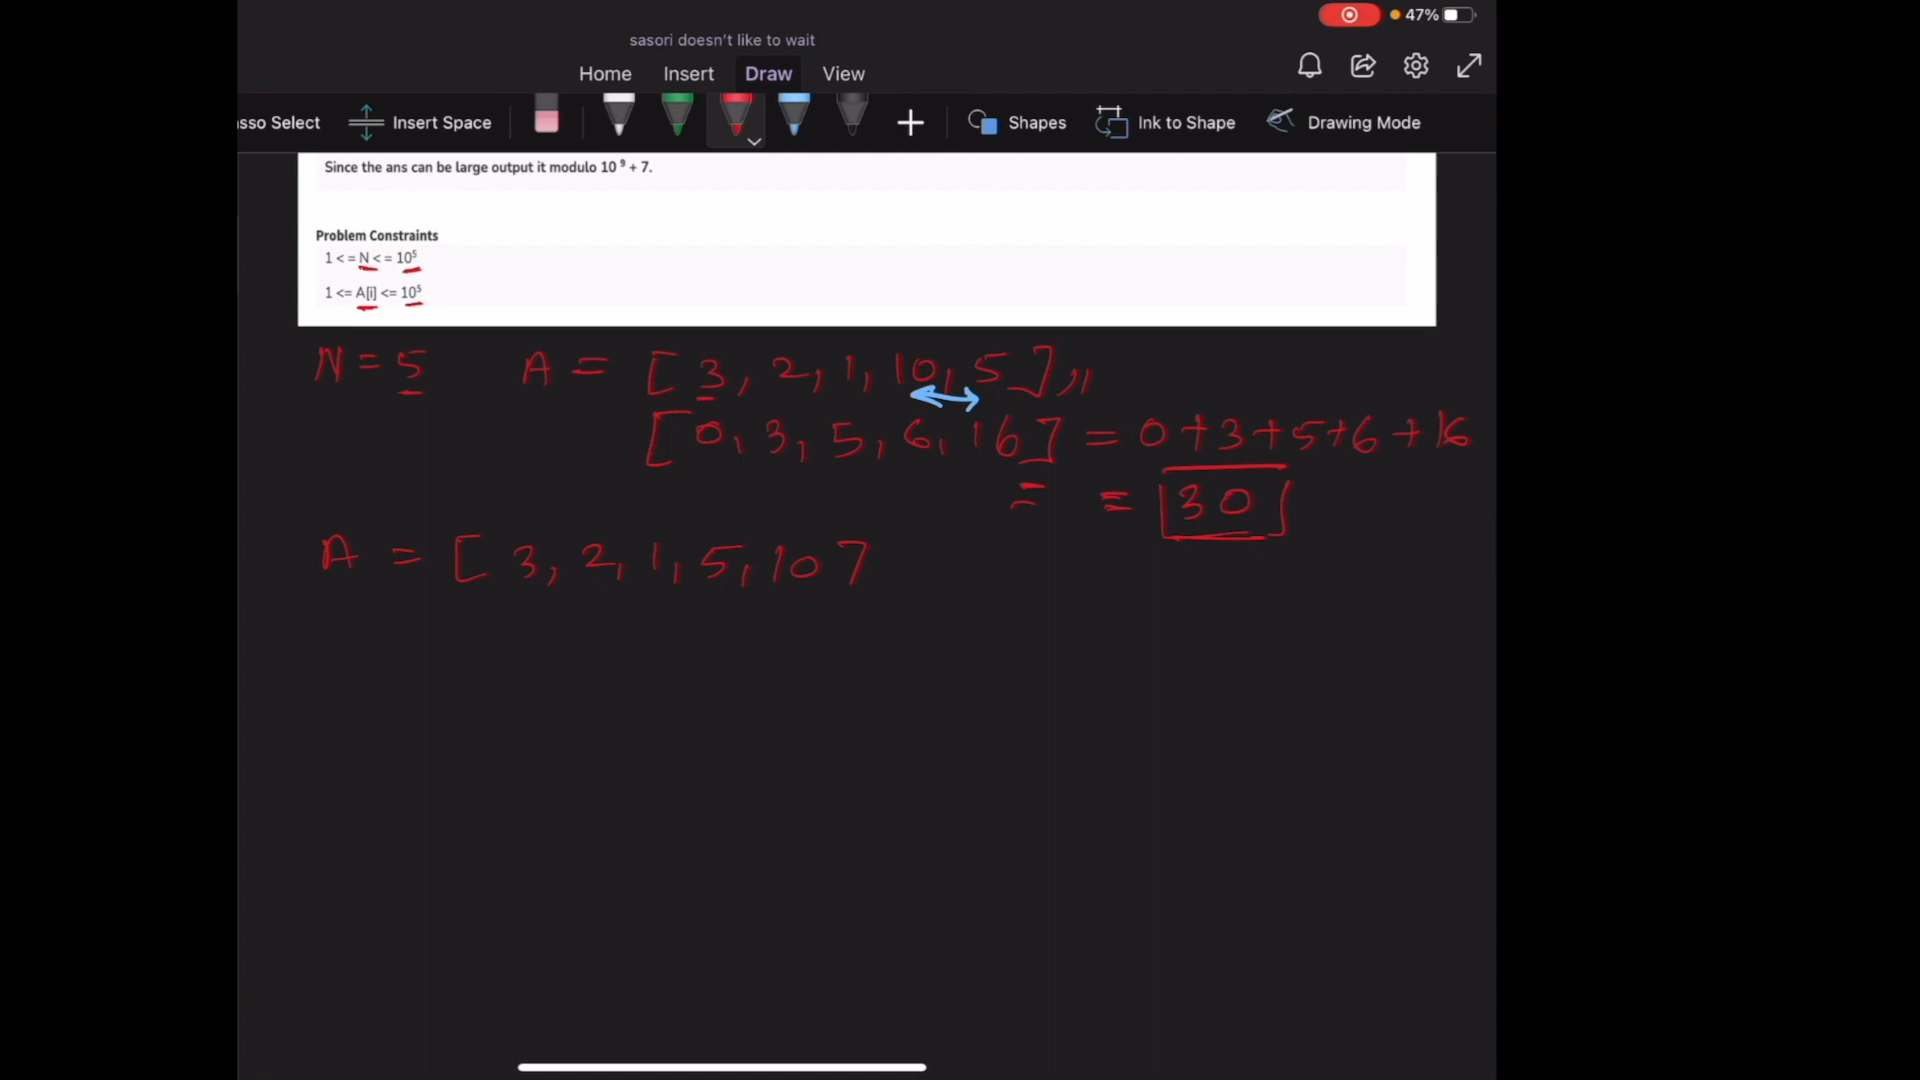 47%
sasori doesn't like to wait
Home Insert Draw View
asso Select Insert Space Shapes Ink to Shape Drawing Mode
Since the ans can be large output it modulo 10⁹ + 7.
Problem Constraints
1 < = N < = 10⁵
1 <= A[i] <= 10⁵
N = 5 A = [ 3, 2, 1, 10, 5 ],,
[ 0, 3, 5, 6, 16 ] = 0 + 3 + 5 + 6 + 16
= = 30
A = [ 3, 2, 1, 5, 10 ]